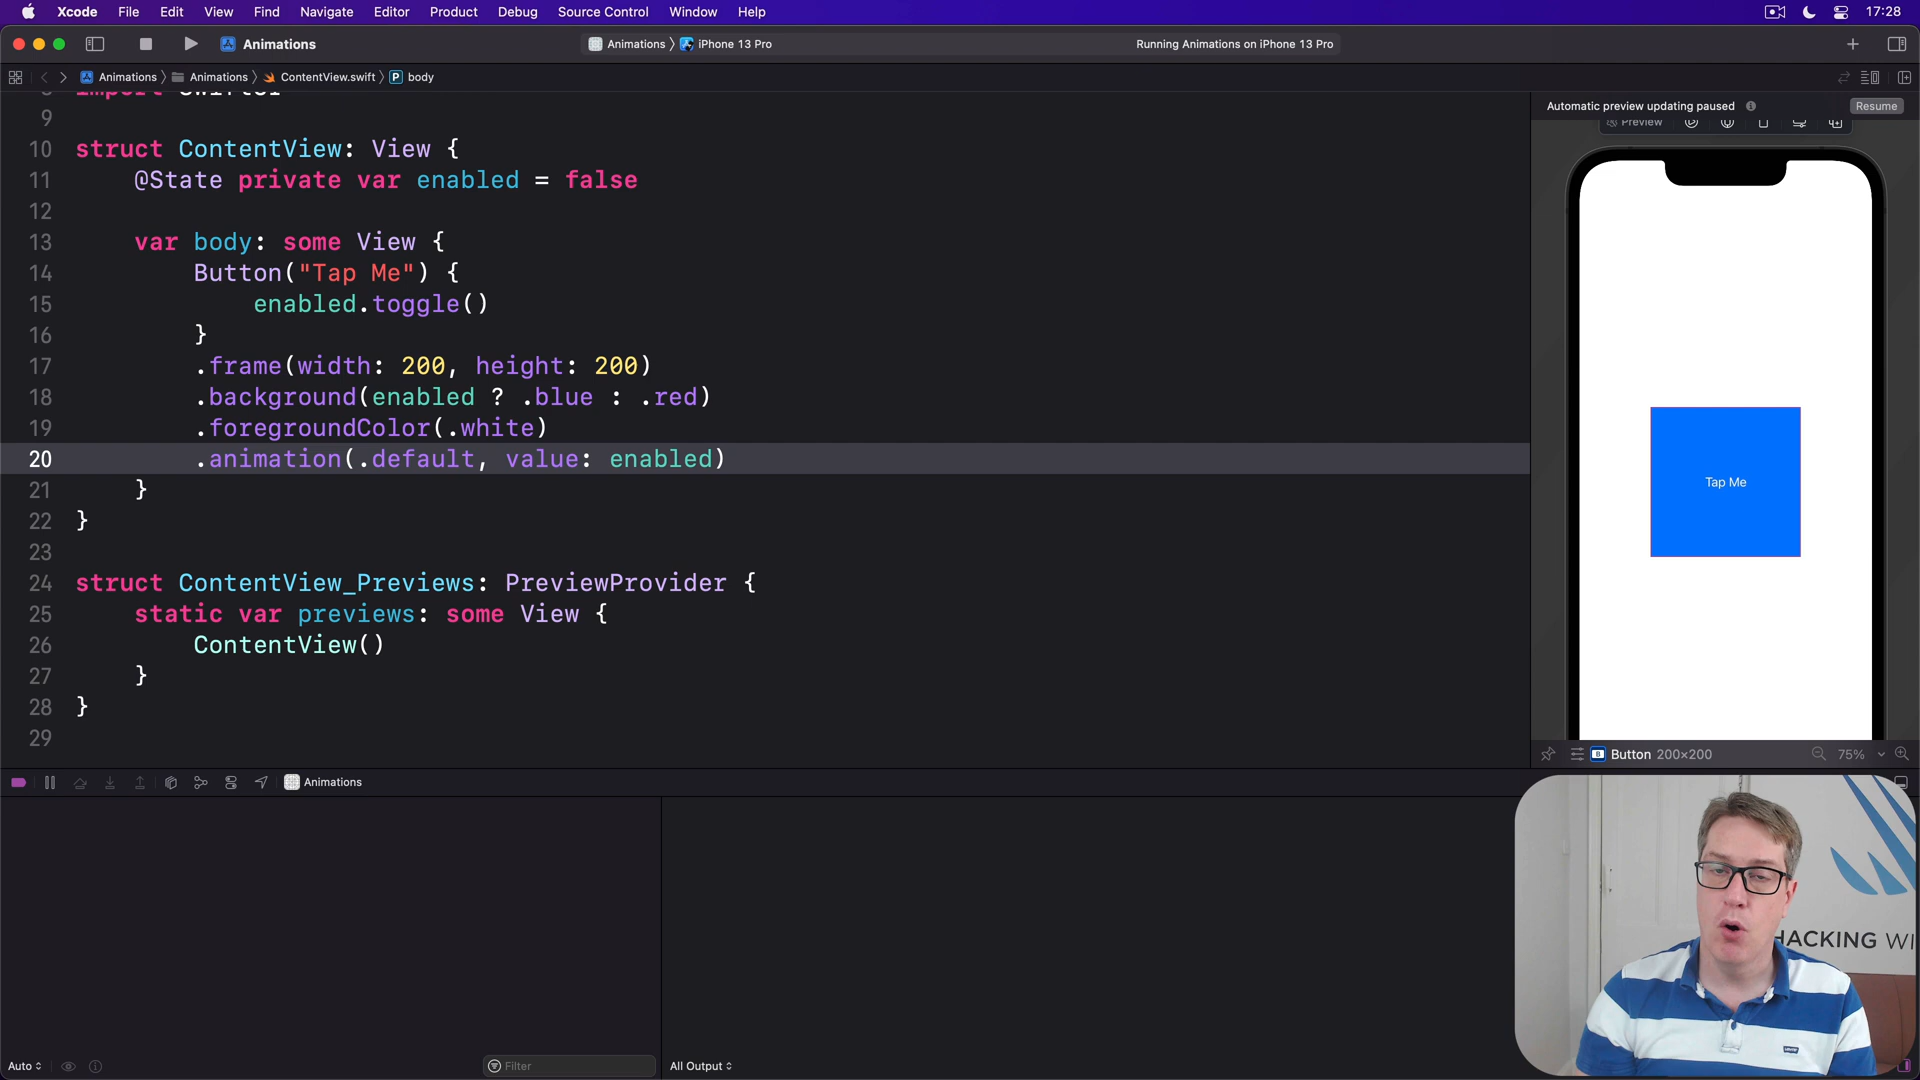 Xcode File Edit View Find Navigate Editor Product Debug Source Control Window Help 17:28
Animations Animations iPhone 13 Pro Running Animations on iPhone 13 Pro
Animations Animations ContentView.swift P body
Automatic preview updating paused Resume
Preview
8 import SwiftUI
9
10 struct ContentView: View {
11 @State private var enabled = false
12
13 var body: some View {
14 Button("Tap Me") {
15 enabled.toggle()
16 }
17 .frame(width: 200, height: 200)
18 .background(enabled ? .blue : .red)
19 .foregroundColor(.white)
20 .animation(.default, value: enabled)
21 }
22 }
23
24 struct ContentView_Previews: PreviewProvider {
25 static var previews: some View {
26 ContentView()
27 }
28 }
29
Tap Me
B Button 200×200 75%
Animations
HACKING WI
Auto Filter All Output